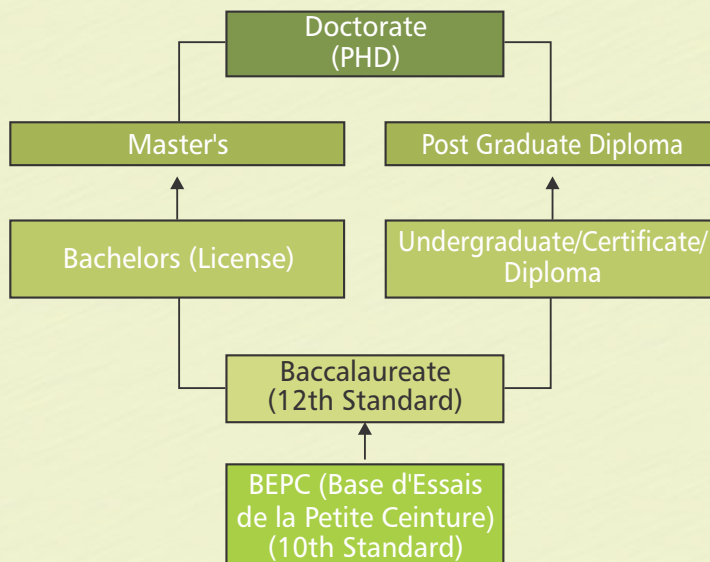 Doctorate
(PHD)
Master's
Post Graduate Diploma
Bachelors (License)
Undergraduate/Certificate/
Diploma
Baccalaureate
(12th Standard)
BEPC (Base d'Essais
de la Petite Ceinture)
(10th Standard)